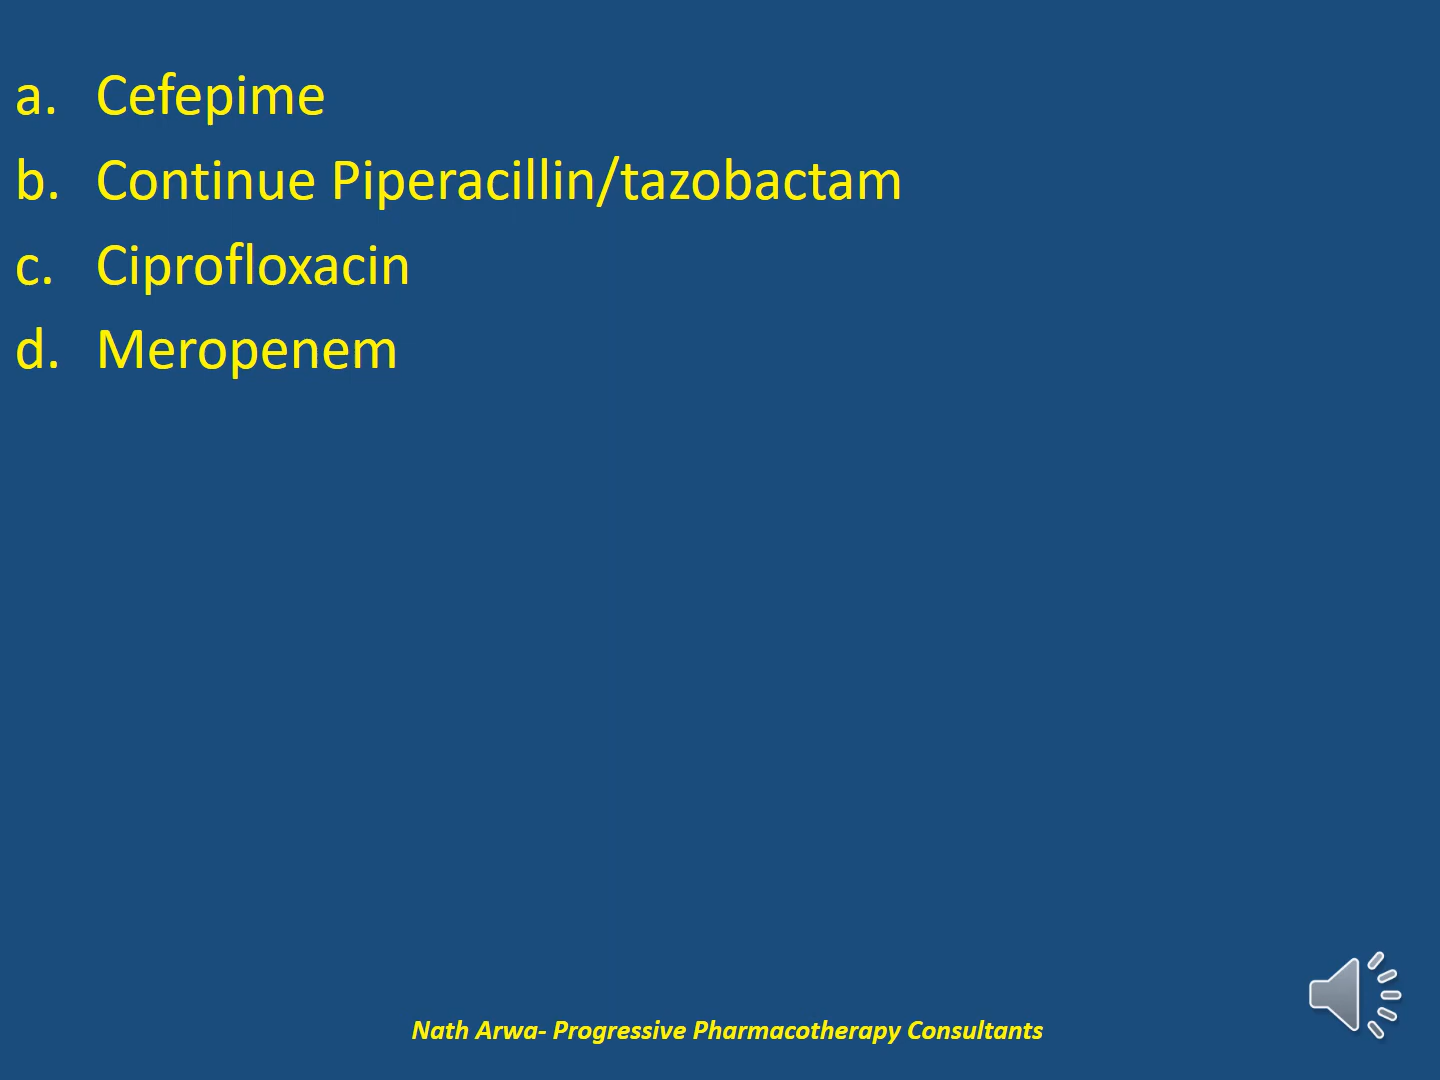 a. Cefepime
b. Continue Piperacillin/tazobactam
c. Ciprofloxacin
d. Meropenem
Nath Arwa- Progressive Pharmacotherapy Consultants